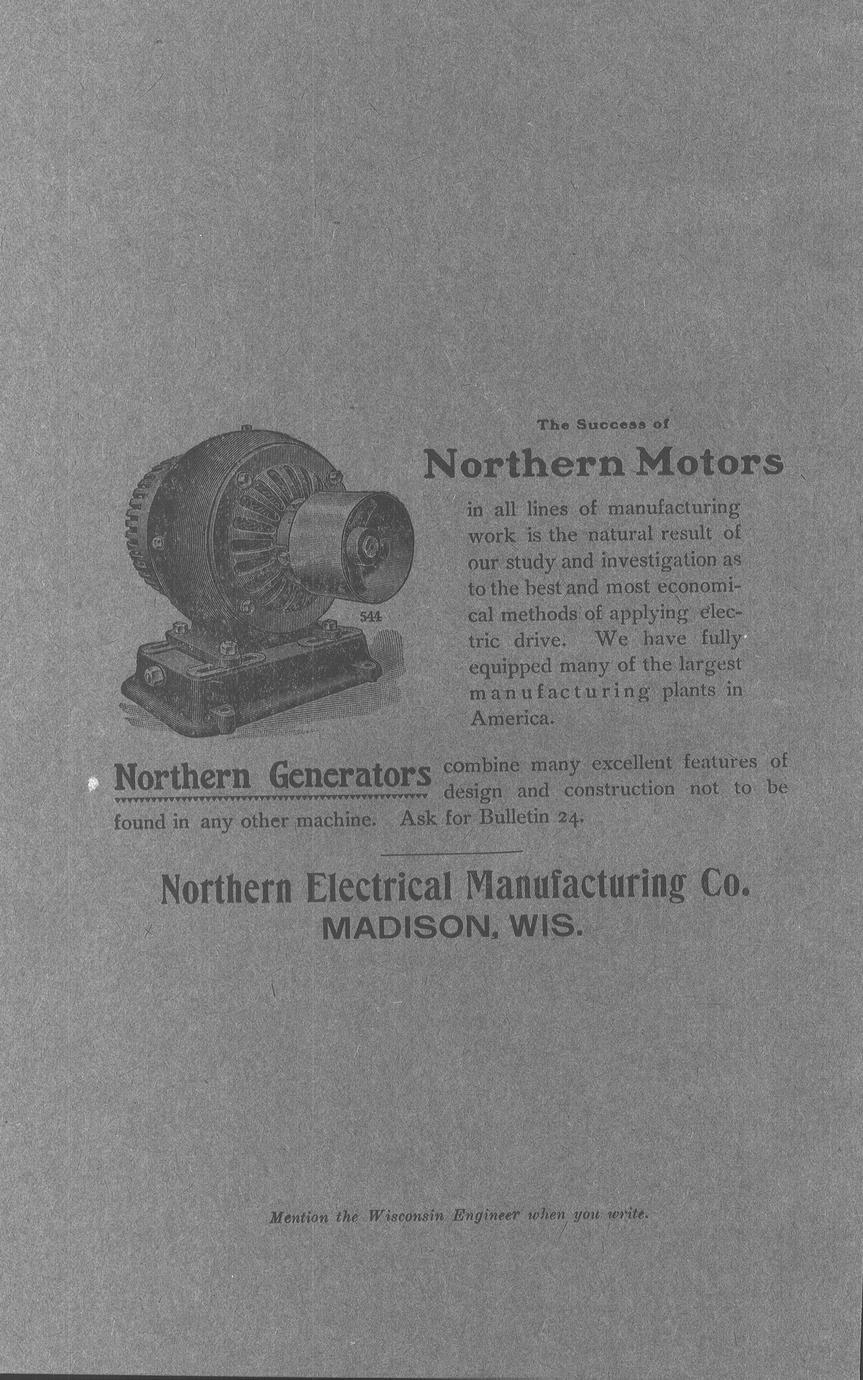 The Success of
Northern Motors
in all lines of manufacturing
work is the natural result of
our study and investigation as
to the best and most economi-
cal methods of applying elec-
tric drive. We have fully
equipped many of the largest
manufacturing plants in
America.
544
Northern Generators combine many excellent features of
design and construction not to be
found in any other machine. Ask for Bulletin 24.
Northern Electrical Manufacturing Co.
MADISON, WIS.
Mention the Wisconsin Engineer when you write.